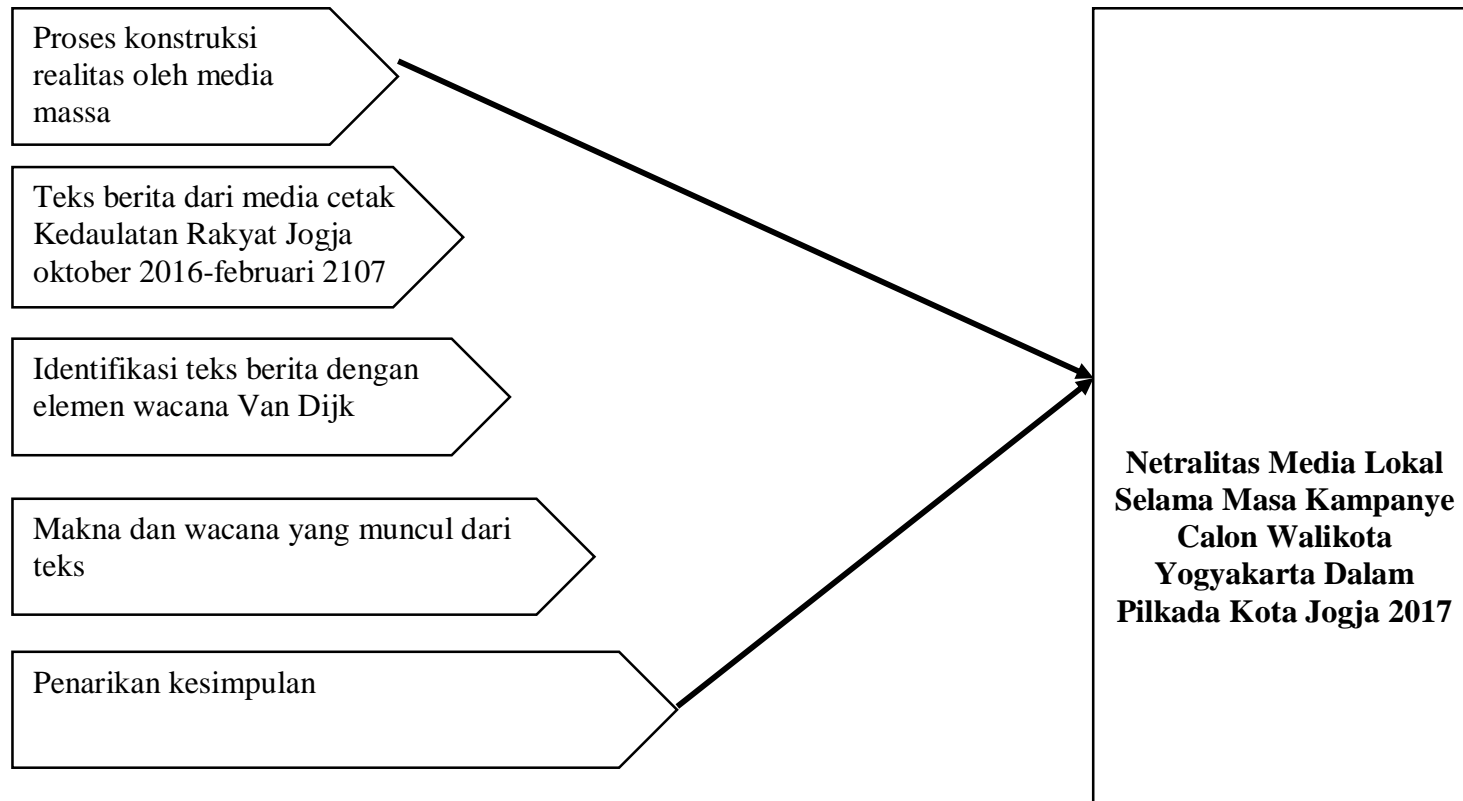 Proses konstruksi
realitas oleh media
massa
Teks berita dari media cetak
Kedaulatan Rakyat Jogja
oktober 2016-februari 2107
Identifikasi teks berita dengan
elemen wacana Van Dijk
Makna dan wacana yang muncul dari
teks
Penarikan kesimpulan
Netralitas Media Lokal
Selama Masa Kampanye
Calon Walikota
Yogyakarta Dalam
Pilkada Kota Jogja 2017